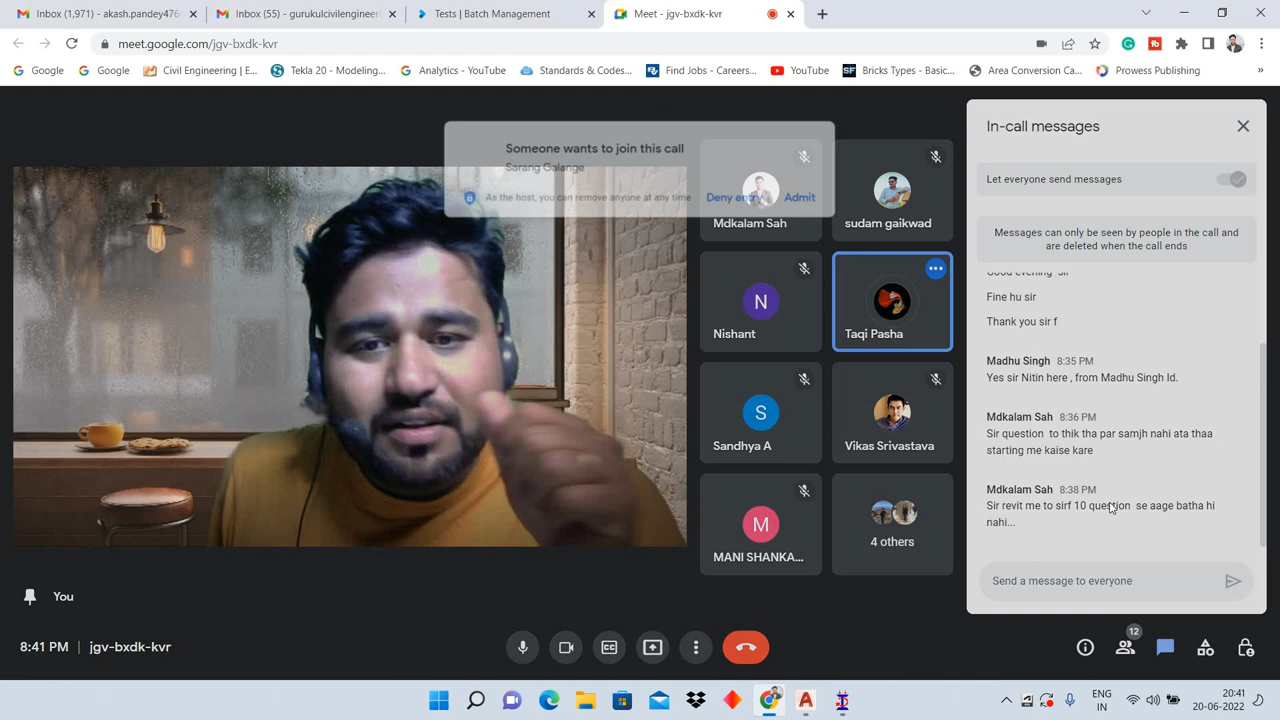 Inbox (1,971) - akash.pandey476
Inbox (55) - gurukulcivilengineer
Tests | Batch Management
Meet - jgv-bxdk-kvr
meet.google.com/jgv-bxdk-kvr
Google
Google
Civil Engineering | E...
Tekla 20 - Modeling...
Analytics - YouTube
Standards & Codes...
Find Jobs - Careers...
YouTube
Bricks Types - Basic...
Area Conversion Ca...
Prowess Publishing
»
Someone wants to join this call
Sarang Galange
As the host, you can remove anyone at any time
Deny entry
Admit
Mdkalam Sah
sudam gaikwad
N
Nishant
Taqi Pasha
S
Sandhya A
Vikas Srivastava
M
MANI SHANKA...
4 others
In-call messages
Let everyone send messages
Messages can only be seen by people in the call and
are deleted when the call ends
Good evening sir
Fine hu sir
Thank you sir f
Madhu Singh 8:35 PM
Yes sir Nitin here , from Madhu Singh Id.
Mdkalam Sah 8:36 PM
Sir question to thik tha par samjh nahi ata thaa
starting me kaise kare
Mdkalam Sah 8:38 PM
Sir revit me to sirf 10 question se aage batha hi
nahi...
Send a message to everyone
You
8:41 PM | jgv-bxdk-kvr
12
ENG
IN
20:41
20-06-2022